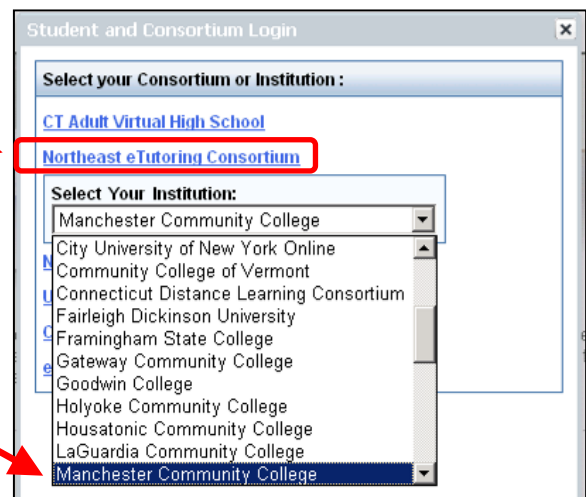 Student and Consortium Login
Select your Consortium or Institution :
CT Adult Virtual High School
Northeast eTutoring Consortium
Select Your Institution:
Manchester Community College
City University of New York Online
Community College of Vermont
Connecticut Distance Learning Consortium
Fairleigh Dickinson University
Framingham State College
Gateway Community College
Goodwin College
Holyoke Community College
Housatonic Community College
LaGuardia Community College
Manchester Community College